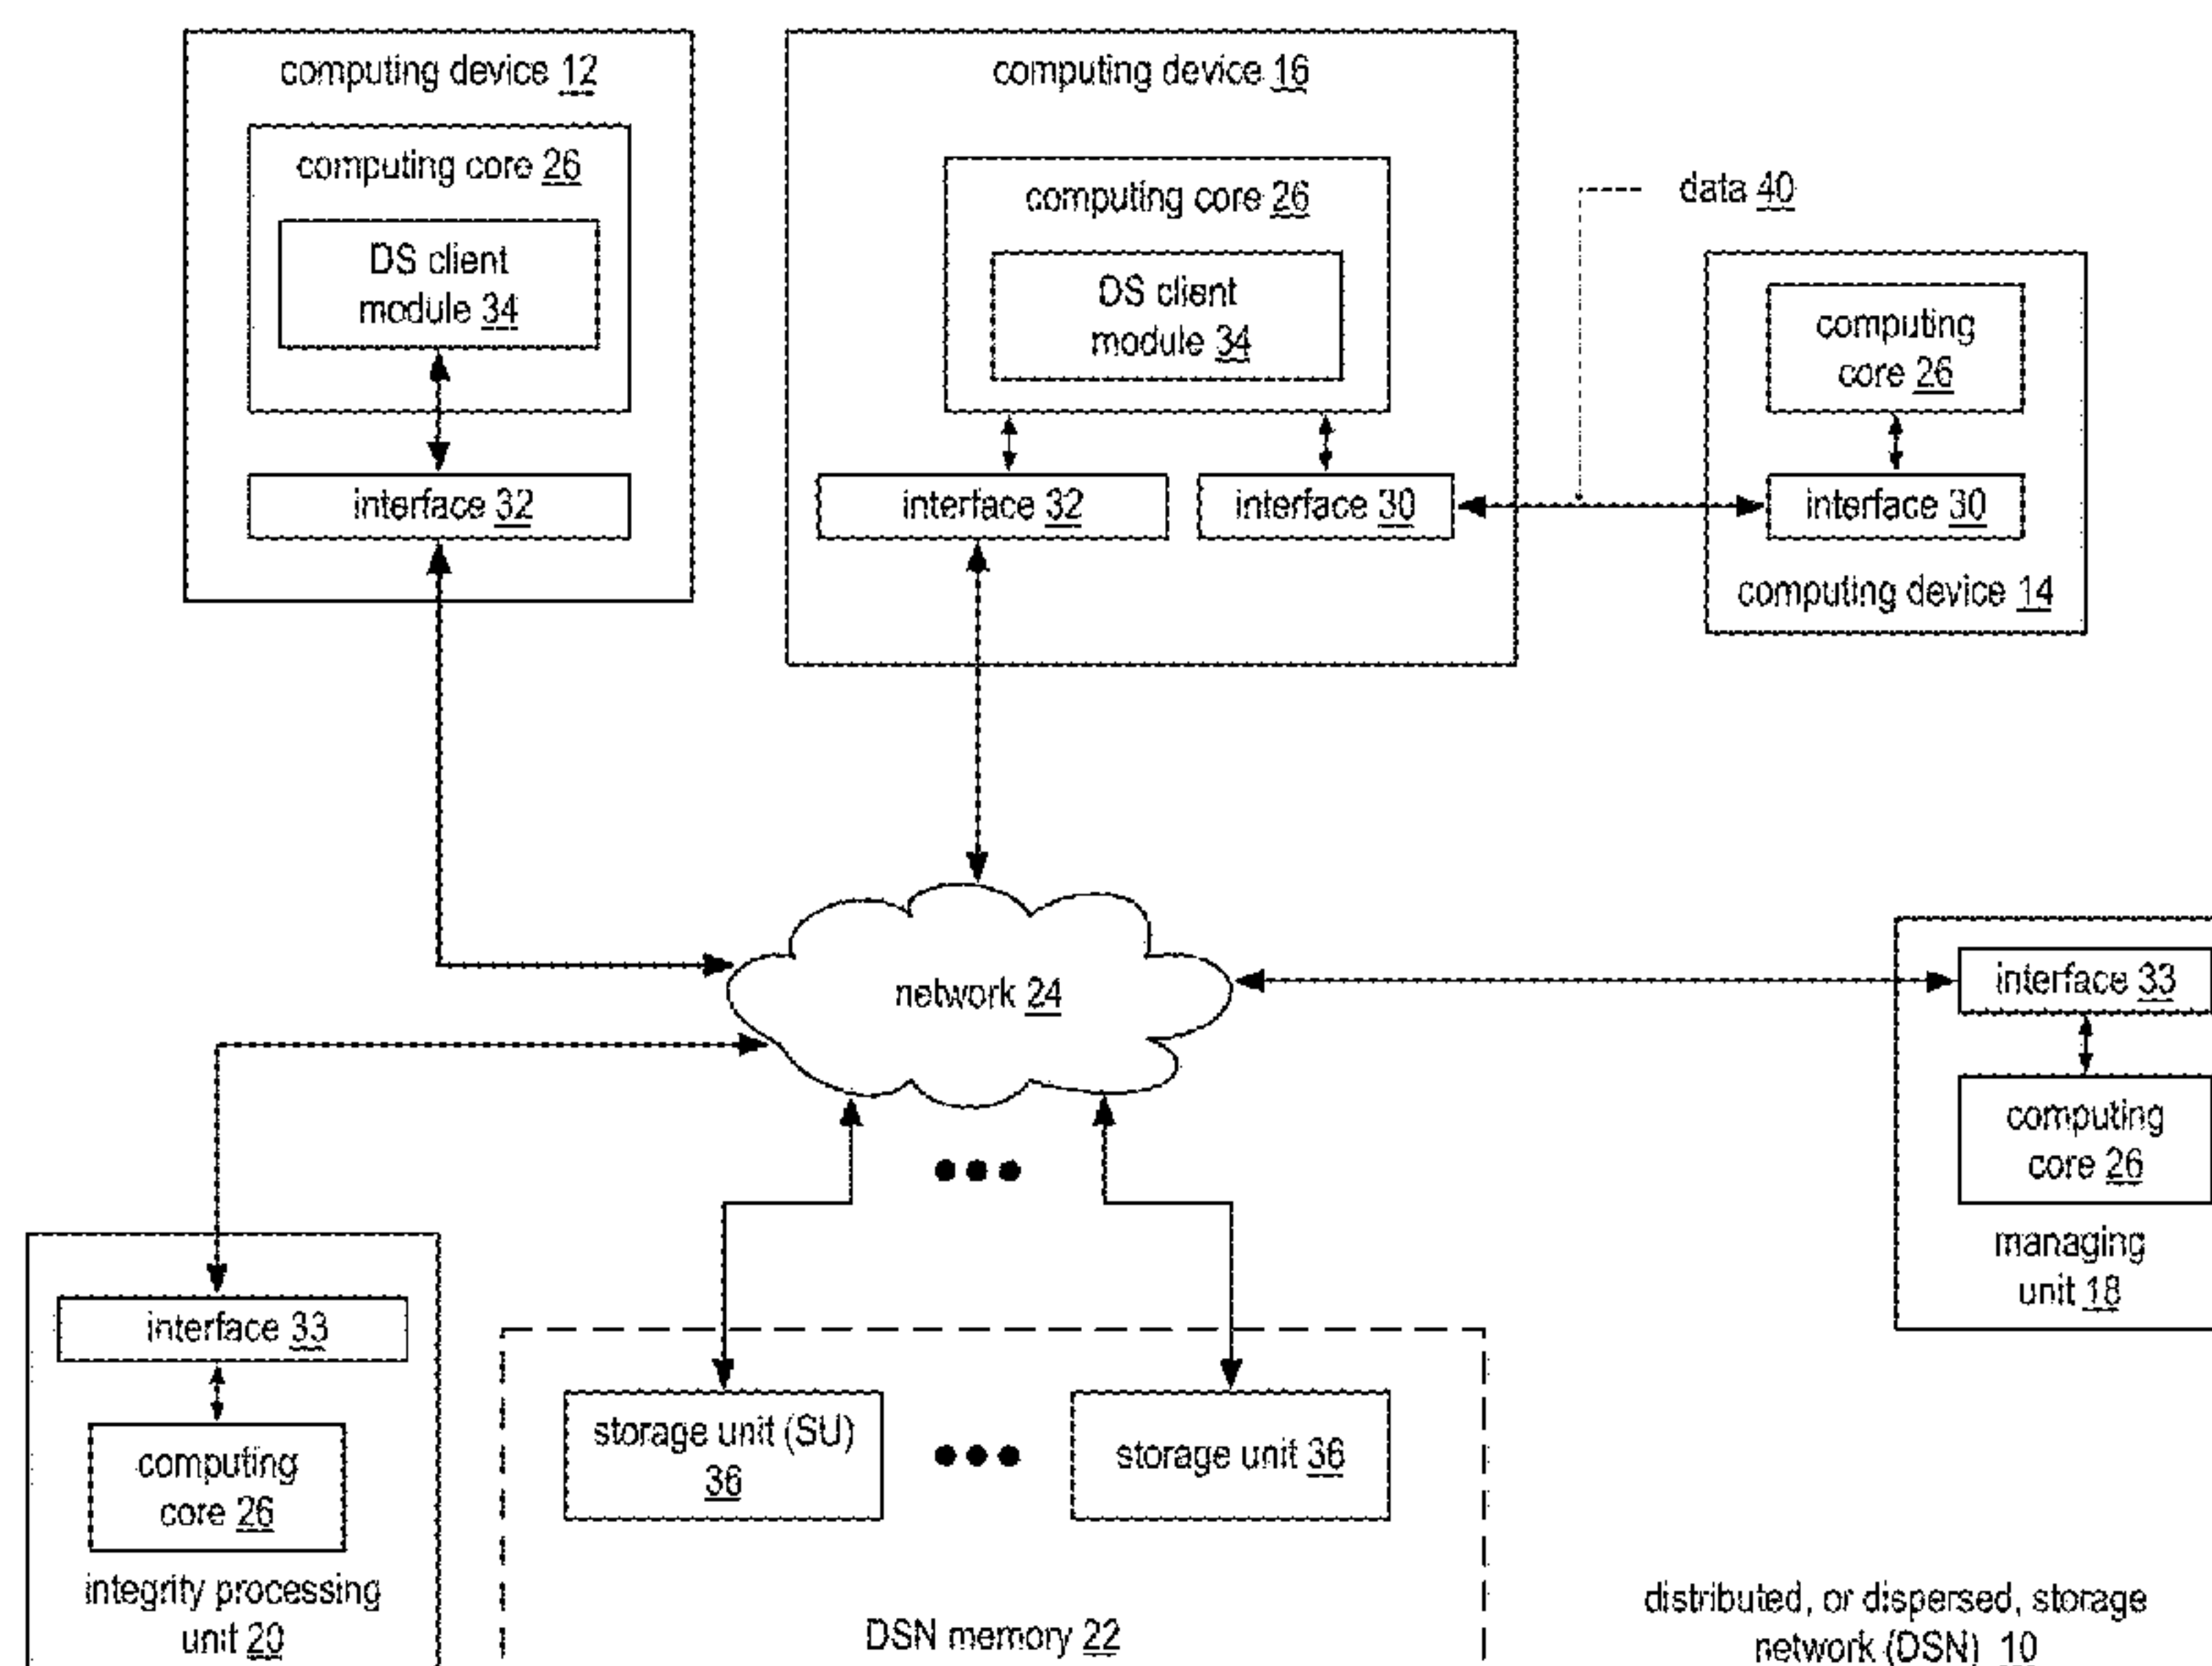 computing device 12
computing core 26
DS client
module 34
interface 32
computing device 16
computing core 26
DS client
module 34
interface 32
interface 30
data 40
computing
core 26
interface 30
computing device 14
network 24
interface 33
computing
core 26
managing
unit 18
interface 33
computing
core 26
integrity processing
unit 20
storage unit (SU)
36
storage unit 36
DSN memory 22
distributed, or dispersed, storage
network (DSN) 10